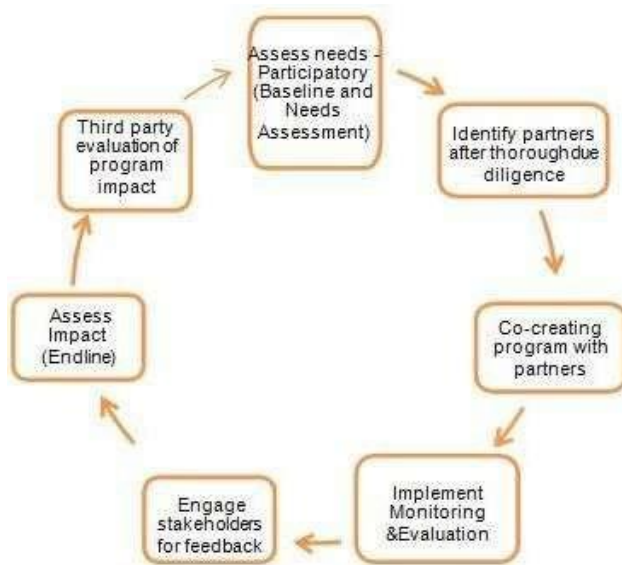 Assess needs -
Participatory
(Baseline and
Needs
Assessment)
Identify partners
after thoroughdue
diligence
Co-creating
program with
partners
Implement
Monitoring
&Evaluation
Engage
stakeholders
for feedback
Assess
Impact
(Endline)
Third party
evaluation of
program
impact